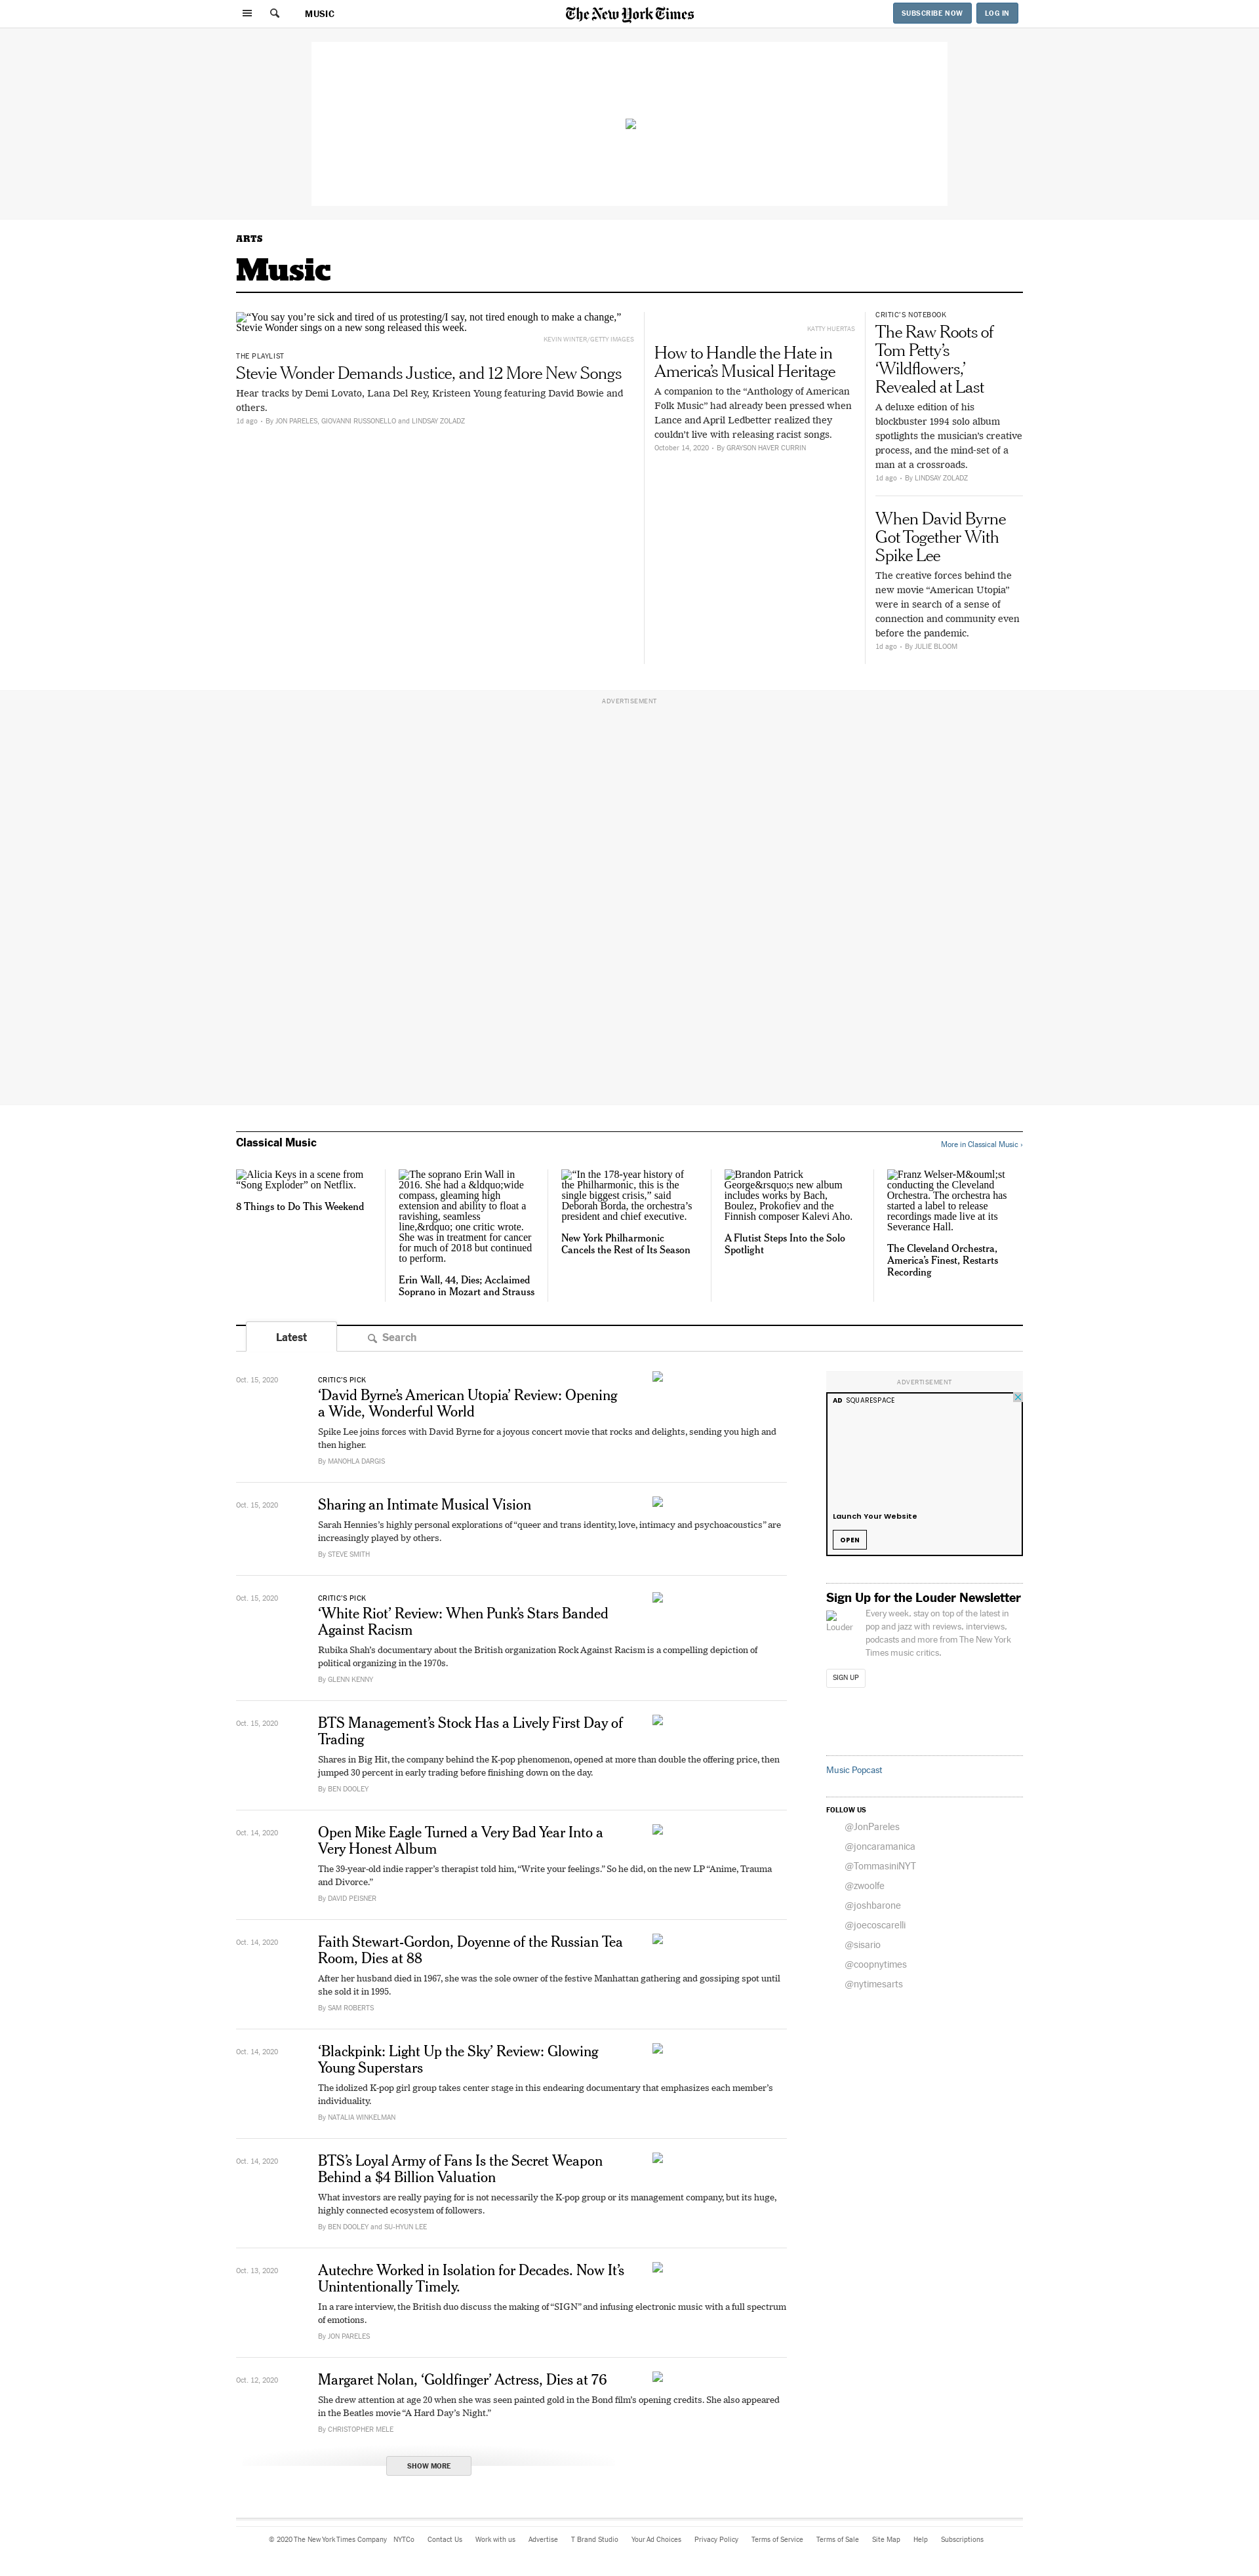 MUSIC
The New York Times
SUBSCRIBE NOW
LOG IN
ARTS
Music
“You say you’re sick and tired of us protesting/I say, not tired enough to make a change,”
Stevie Wonder sings on a new song released this week.
KEVIN WINTER/GETTY IMAGES
THE PLAYLIST
Stevie Wonder Demands Justice, and 12 More New Songs
Hear tracks by Demi Lovato, Lana Del Rey, Kristeen Young featuring David Bowie and
others.
1d ago • By JON PARELES, GIOVANNI RUSSONELLO and LINDSAY ZOLADZ
KATTY HUERTAS
How to Handle the Hate in
America’s Musical Heritage
A companion to the “Anthology of American
Folk Music” had already been pressed when
Lance and April Ledbetter realized they
couldn’t live with releasing racist songs.
October 14, 2020 • By GRAYSON HAVER CURRIN
CRITIC’S NOTEBOOK
The Raw Roots of
Tom Petty’s
‘Wildflowers,’
Revealed at Last
A deluxe edition of his
blockbuster 1994 solo album
spotlights the musician’s creative
process, and the mind-set of a
man at a crossroads.
1d ago • By LINDSAY ZOLADZ
When David Byrne
Got Together With
Spike Lee
The creative forces behind the
new movie “American Utopia”
were in search of a sense of
connection and community even
before the pandemic.
1d ago • By JULIE BLOOM
ADVERTISEMENT
Classical Music
More in Classical Music ›
Alicia Keys in a scene from
“Song Exploder” on Netflix.
8 Things to Do This Weekend
The soprano Erin Wall in
2016. She had a &ldquo;wide
compass, gleaming high
extension and ability to float a
ravishing, seamless
line,&rdquo; one critic wrote.
She was in treatment for cancer
for much of 2018 but continued
to perform.
Erin Wall, 44, Dies; Acclaimed
Soprano in Mozart and Strauss
“In the 178-year history of
the Philharmonic, this is the
single biggest crisis,” said
Deborah Borda, the orchestra’s
president and chief executive.
New York Philharmonic
Cancels the Rest of Its Season
Brandon Patrick
George&rsquo;s new album
includes works by Bach,
Boulez, Prokofiev and the
Finnish composer Kalevi Aho.
A Flutist Steps Into the Solo
Spotlight
Franz Welser-M&ouml;st
conducting the Cleveland
Orchestra. The orchestra has
started a label to release
recordings made live at its
Severance Hall.
The Cleveland Orchestra,
America’s Finest, Restarts
Recording
Latest
Search
Oct. 15, 2020
CRITIC’S PICK
‘David Byrne’s American Utopia’ Review: Opening
a Wide, Wonderful World
Spike Lee joins forces with David Byrne for a joyous concert movie that rocks and delights, sending you high and
then higher.
By MANOHLA DARGIS
Oct. 15, 2020
Sharing an Intimate Musical Vision
Sarah Hennies’s highly personal explorations of “queer and trans identity, love, intimacy and psychoacoustics” are
increasingly played by others.
By STEVE SMITH
Oct. 15, 2020
CRITIC’S PICK
‘White Riot’ Review: When Punk’s Stars Banded
Against Racism
Rubika Shah’s documentary about the British organization Rock Against Racism is a compelling depiction of
political organizing in the 1970s.
By GLENN KENNY
Oct. 15, 2020
BTS Management’s Stock Has a Lively First Day of
Trading
Shares in Big Hit, the company behind the K-pop phenomenon, opened at more than double the offering price, then
jumped 30 percent in early trading before finishing down on the day.
By BEN DOOLEY
Oct. 14, 2020
Open Mike Eagle Turned a Very Bad Year Into a
Very Honest Album
The 39-year-old indie rapper’s therapist told him, “Write your feelings.” So he did, on the new LP “Anime, Trauma
and Divorce.”
By DAVID PEISNER
Oct. 14, 2020
Faith Stewart-Gordon, Doyenne of the Russian Tea
Room, Dies at 88
After her husband died in 1967, she was the sole owner of the festive Manhattan gathering and gossiping spot until
she sold it in 1995.
By SAM ROBERTS
Oct. 14, 2020
‘Blackpink: Light Up the Sky’ Review: Glowing
Young Superstars
The idolized K-pop girl group takes center stage in this endearing documentary that emphasizes each member’s
individuality.
By NATALIA WINKELMAN
Oct. 14, 2020
BTS’s Loyal Army of Fans Is the Secret Weapon
Behind a $4 Billion Valuation
What investors are really paying for is not necessarily the K-pop group or its management company, but its huge,
highly connected ecosystem of followers.
By BEN DOOLEY and SU-HYUN LEE
Oct. 13, 2020
Autechre Worked in Isolation for Decades. Now It’s
Unintentionally Timely.
In a rare interview, the British duo discuss the making of “SIGN” and infusing electronic music with a full spectrum
of emotions.
By JON PARELES
Oct. 12, 2020
Margaret Nolan, ‘Goldfinger’ Actress, Dies at 76
She drew attention at age 20 when she was seen painted gold in the Bond film’s opening credits. She also appeared
in the Beatles movie “A Hard Day’s Night.”
By CHRISTOPHER MELE
SHOW MORE
ADVERTISEMENT
AD SQUARESPACE
Launch Your Website
OPEN
Sign Up for the Louder Newsletter
Louder
Every week, stay on top of the latest in
pop and jazz with reviews, interviews,
podcasts and more from The New York
Times music critics.
SIGN UP
Music Popcast
FOLLOW US
@JonPareles
@joncaramanica
@TommasiniNYT
@zwoolfe
@joshbarone
@joecoscarelli
@sisario
@coopnytimes
@nytimesarts
© 2020 The New York Times Company NYTCo Contact Us Work with us Advertise T Brand Studio Your Ad Choices Privacy Policy Terms of Service Terms of Sale Site Map Help Subscriptions